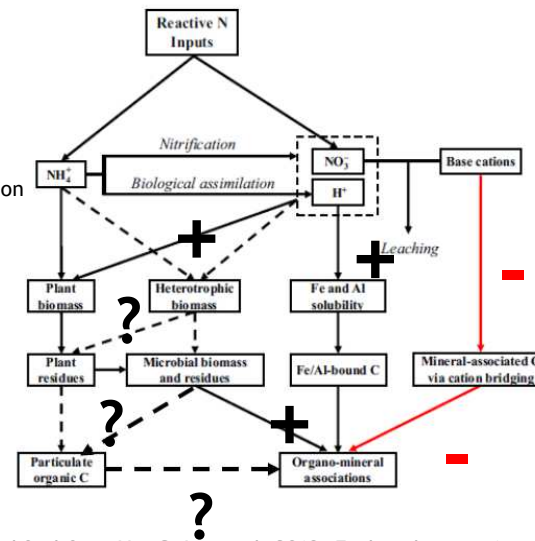 Reactive N
Inputs
Nitrification
NH₄⁺
NO₃⁻
Base cations
on
Biological assimilation
H⁺
+
+
Leaching
-
Plant
biomass
Heterotrophic
biomass
Fe and Al
solubility
?
Plant
residues
Microbial biomass
and residues
Fe/Al-bound C
Mineral-associated C
via cation bridging
?
+
-
Particulate
organic C
Organo-mineral
associations
?